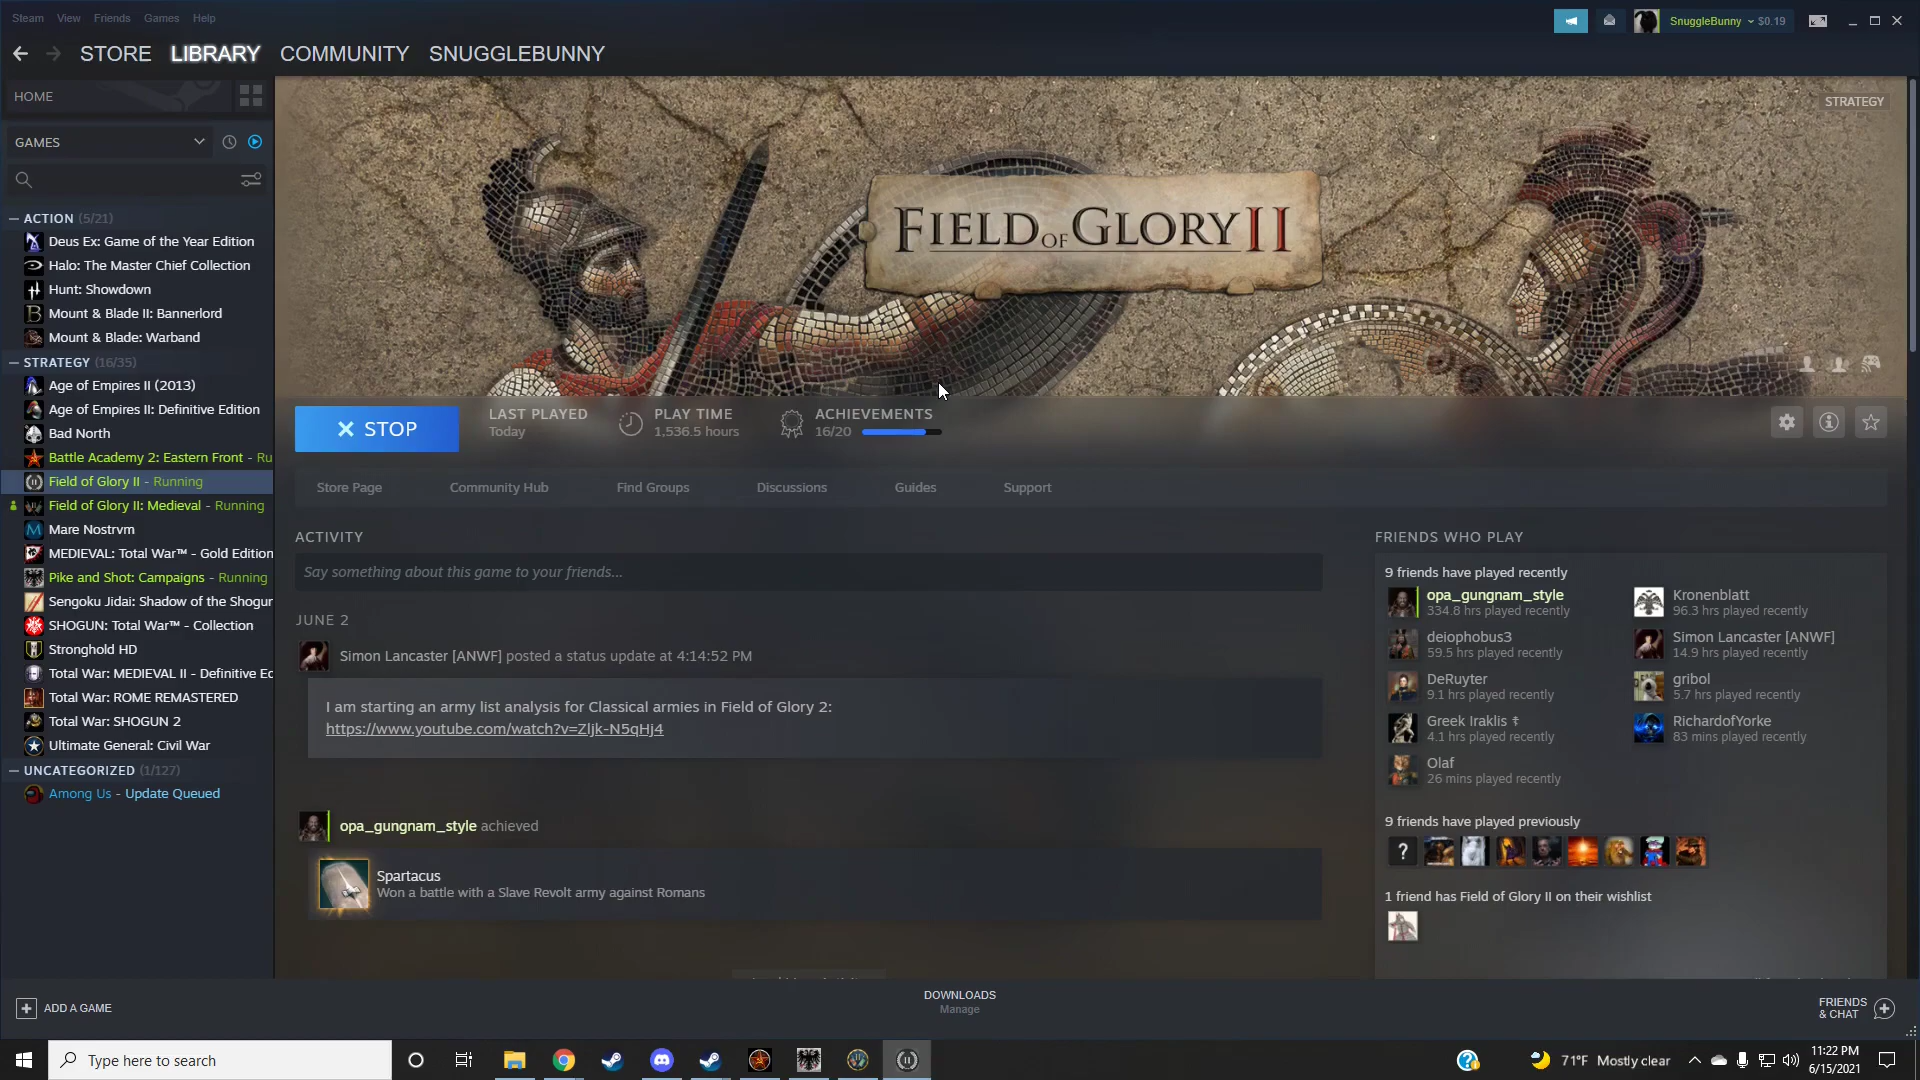 Steam View Friends Games Help
SnuggleBunny $0.19
STORE LIBRARY COMMUNITY SNUGGLEBUNNY
HOME
GAMES
ACTION (5/21)
Deus Ex: Game of the Year Edition
Halo: The Master Chief Collection
Hunt: Showdown
Mount & Blade II: Bannerlord
Mount & Blade: Warband
STRATEGY (16/35)
Age of Empires II (2013)
Age of Empires II: Definitive Edition
Bad North
Battle Academy 2: Eastern Front - Ru
Field of Glory II - Running
Field of Glory II: Medieval - Running
Mare Nostrvm
MEDIEVAL: Total War™ - Gold Edition
Pike and Shot: Campaigns - Running
Sengoku Jidai: Shadow of the Shogur
SHOGUN: Total War™ - Collection
Stronghold HD
Total War: MEDIEVAL II - Definitive Ec
Total War: ROME REMASTERED
Total War: SHOGUN 2
Ultimate General: Civil War
UNCATEGORIZED (1/127)
Among Us - Update Queued
STRATEGY
FIELD OF GLORY II
STOP
LAST PLAYED
Today
PLAY TIME
1,536.5 hours
ACHIEVEMENTS
16/20
Store Page Community Hub Find Groups Discussions Guides Support
ACTIVITY
Say something about this game to your friends...
JUNE 2
Simon Lancaster [ANWF] posted a status update at 4:14:52 PM
I am starting an army list analysis for Classical armies in Field of Glory 2:
https://www.youtube.com/watch?v=Zljk-N5qHj4
opa_gungnam_style achieved
Spartacus
Won a battle with a Slave Revolt army against Romans
FRIENDS WHO PLAY
9 friends have played recently
opa_gungnam_style
334.8 hrs played recently
Kronenblatt
96.3 hrs played recently
deiophobus3
59.5 hrs played recently
Simon Lancaster [ANWF]
14.9 hrs played recently
DeRuyter
9.1 hrs played recently
gribol
5.7 hrs played recently
Greek Iraklis ☦
4.1 hrs played recently
RichardofYorke
83 mins played recently
Olaf
26 mins played recently
9 friends have played previously
?
1 friend has Field of Glory II on their wishlist
ADD A GAME
DOWNLOADS
Manage
FRIENDS
& CHAT
Type here to search
71°F Mostly clear
11:22 PM
6/15/2021